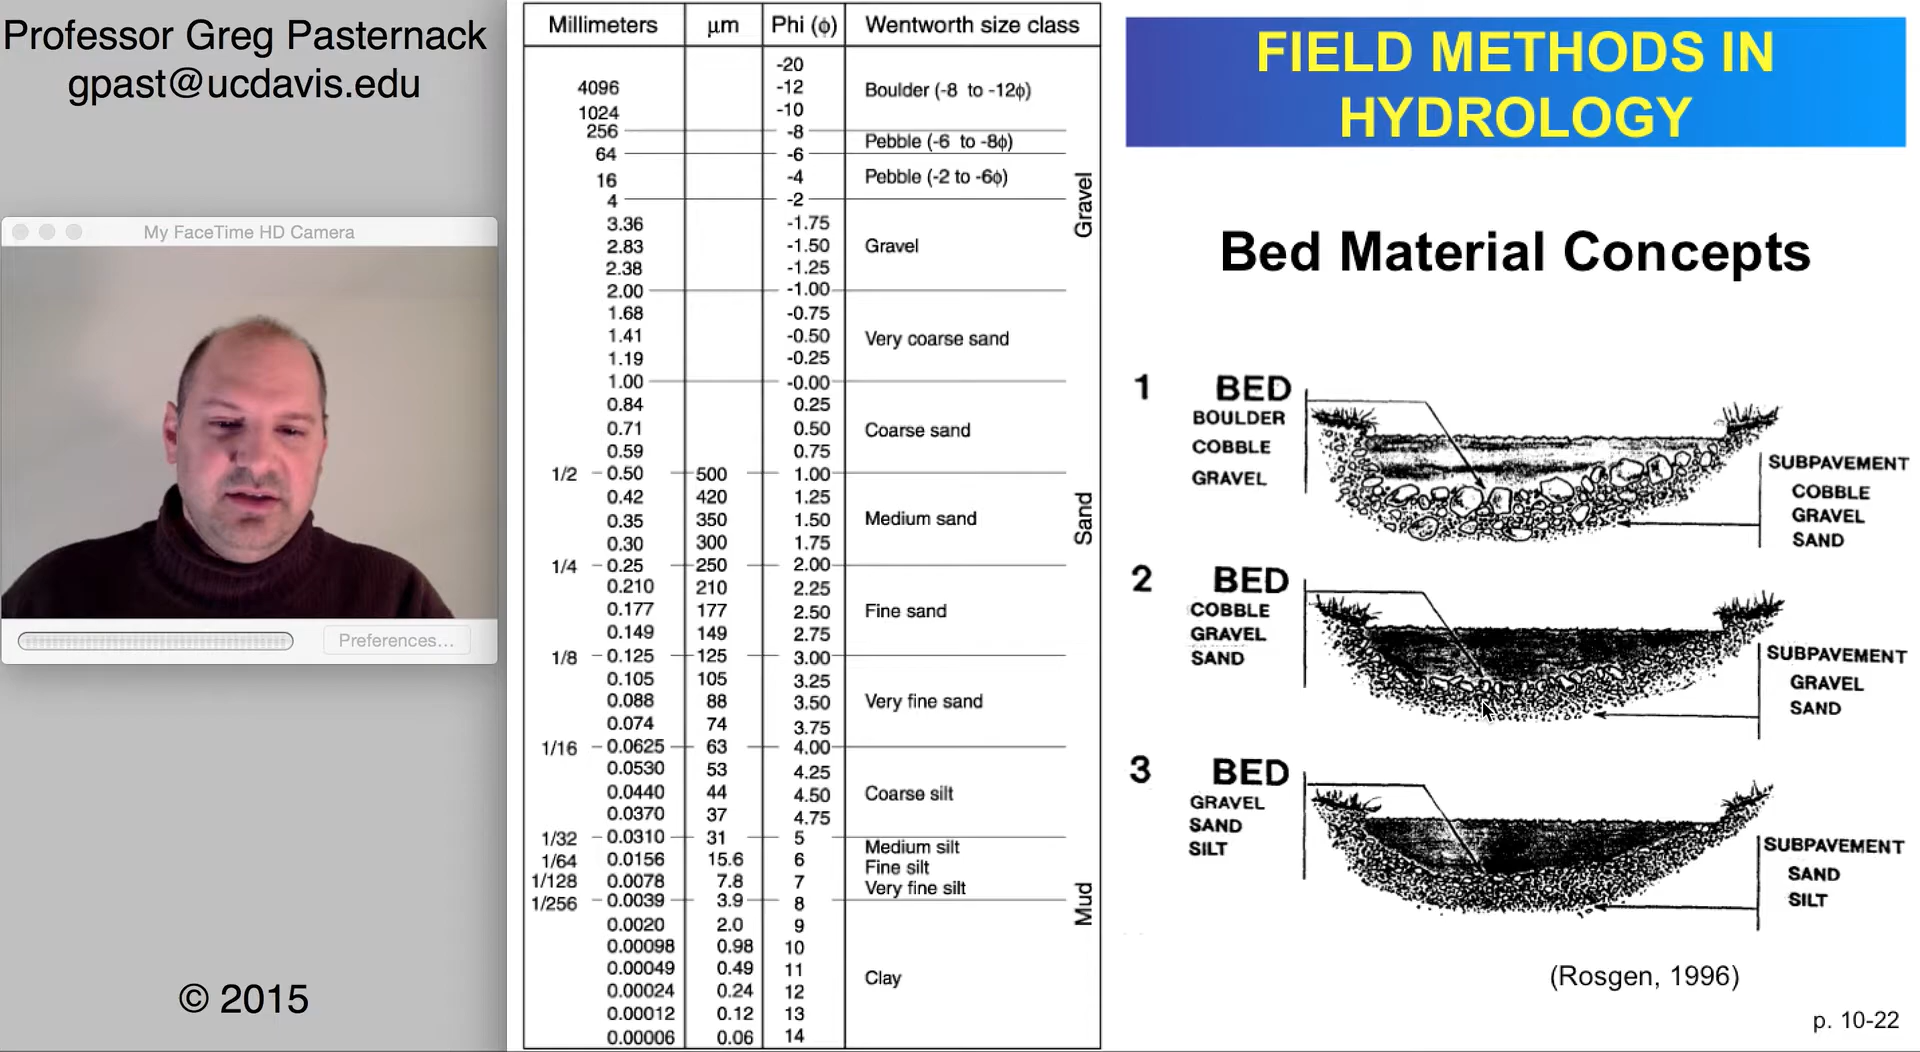 Professor Greg Pasternack
gpast@ucdavis.edu
My FaceTime HD Camera
Preferences...
© 2015
Millimeters μm Phi (ϕ) Wentworth size class
-20
4096 -12 Boulder (-8 to -12ϕ)
1024 -10
256 -8
Pebble (-6 to -8ϕ)
64 -6
16 -4 Pebble (-2 to -6ϕ)
4 -2
3.36 -1.75
2.83 -1.50 Gravel
2.38 -1.25
2.00 -1.00
1.68 -0.75
1.41 -0.50 Very coarse sand
1.19 -0.25
1.00 -0.00
0.84 0.25
0.71 0.50 Coarse sand
0.59 0.75
1/2 0.50 500 1.00
0.42 420 1.25
0.35 350 1.50 Medium sand
0.30 300 1.75
1/4 0.25 250 2.00
0.210 210 2.25
0.177 177 2.50 Fine sand
0.149 149 2.75
1/8 0.125 125 3.00
0.105 105 3.25
0.088 88 3.50 Very fine sand
0.074 74 3.75
1/16 0.0625 63 4.00
0.0530 53 4.25
0.0440 44 4.50 Coarse silt
0.0370 37 4.75
1/32 0.0310 31 5
Medium silt
1/64 0.0156 15.6 6
Fine silt
1/128 0.0078 7.8 7
Very fine silt
1/256 0.0039 3.9 8
0.0020 2.0 9
0.00098 0.98 10
0.00049 0.49 11
Clay
0.00024 0.24 12
0.00012 0.12 13
0.00006 0.06 14
Gravel
Sand
Mud
FIELD METHODS IN
HYDROLOGY
Bed Material Concepts
1 BED
BOULDER
COBBLE
GRAVEL
SUBPAVEMENT
COBBLE
GRAVEL
SAND
2 BED
COBBLE
GRAVEL
SAND
SUBPAVEMENT
GRAVEL
SAND
3 BED
GRAVEL
SAND
SILT
SUBPAVEMENT
SAND
SILT
(Rosgen, 1996)
p. 10-22